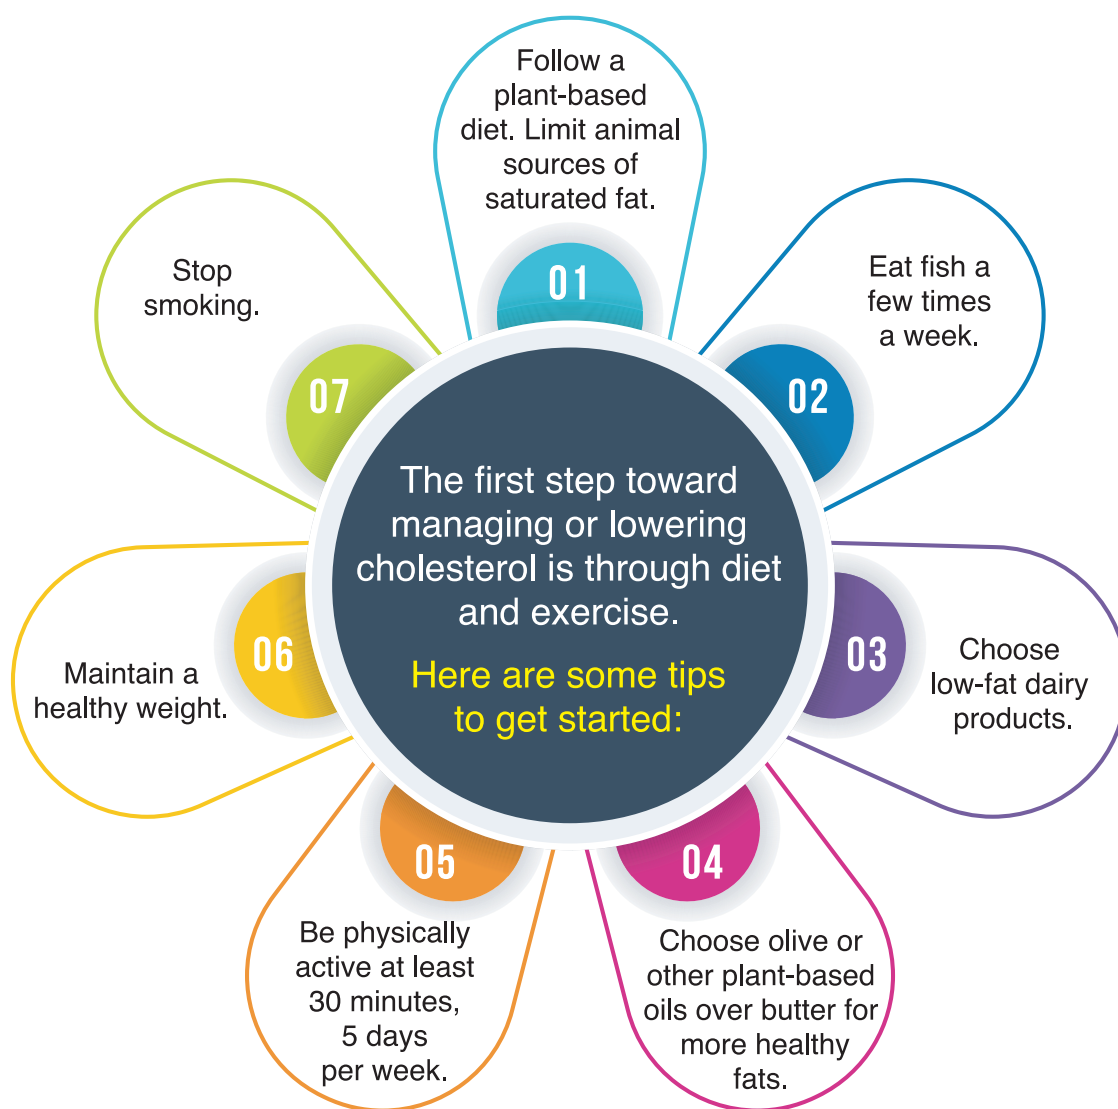 The first step toward
managing or lowering
cholesterol is through diet
and exercise.
Here are some tips
to get started:
01
Follow a
plant-based
diet. Limit animal
sources of
saturated fat.
02
Eat fish a
few times
a week.
03
Choose
low-fat dairy
products.
04
Choose olive or
other plant-based
oils over butter for
more healthy
fats.
05
Be physically
active at least
30 minutes,
5 days
per week.
06
Maintain a
healthy weight.
07
Stop
smoking.